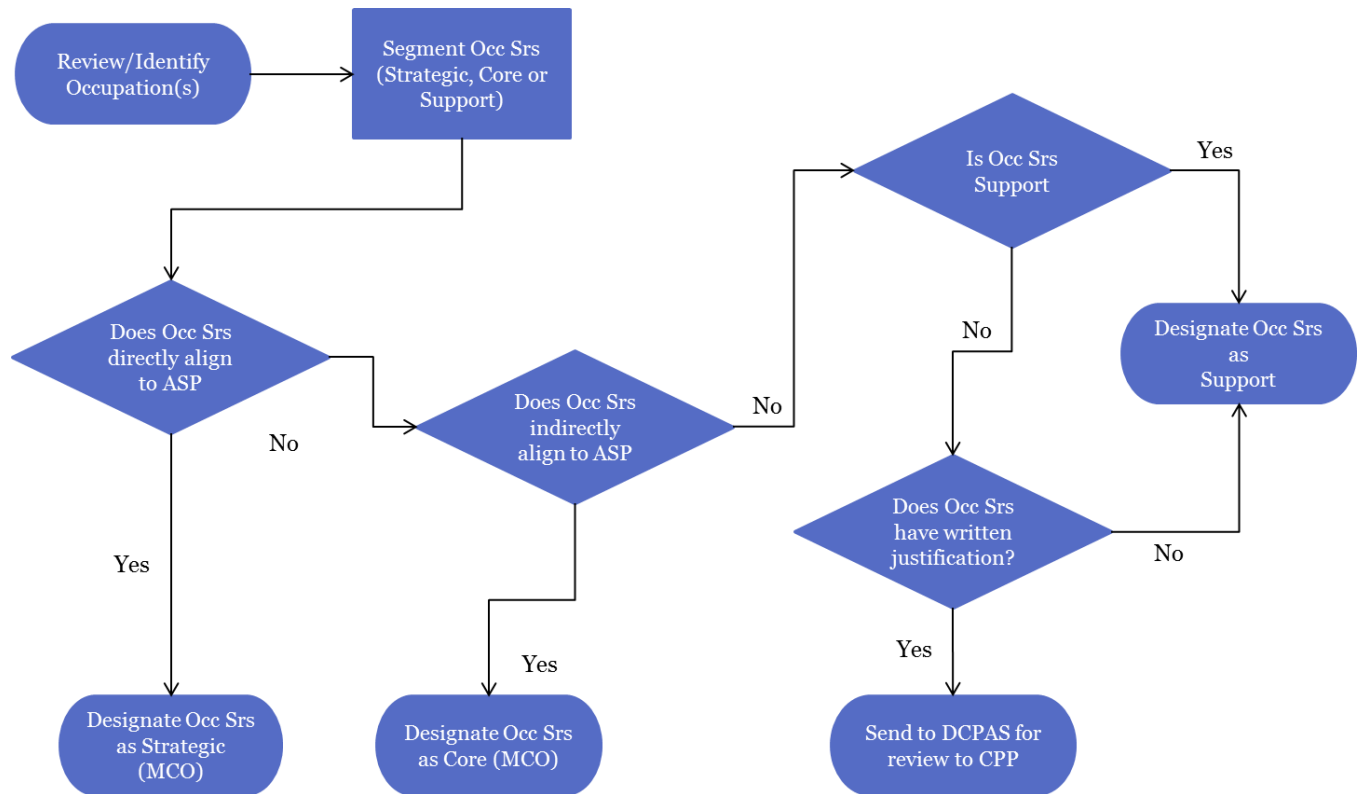 Review/Identify
Occupation(s)
Segment Occ Srs
(Strategic, Core or
Support)
Does Occ Srs
directly align
to ASP
No
Yes
Designate Occ Srs
as Strategic
(MCO)
Does Occ Srs
indirectly
align to ASP
No
Yes
Designate Occ Srs
as Core (MCO)
Is Occ Srs
Support
Yes
No
Designate Occ Srs
as
Support
Does Occ Srs
have written
justification?
No
Yes
Send to DCPAS for
review to CPP